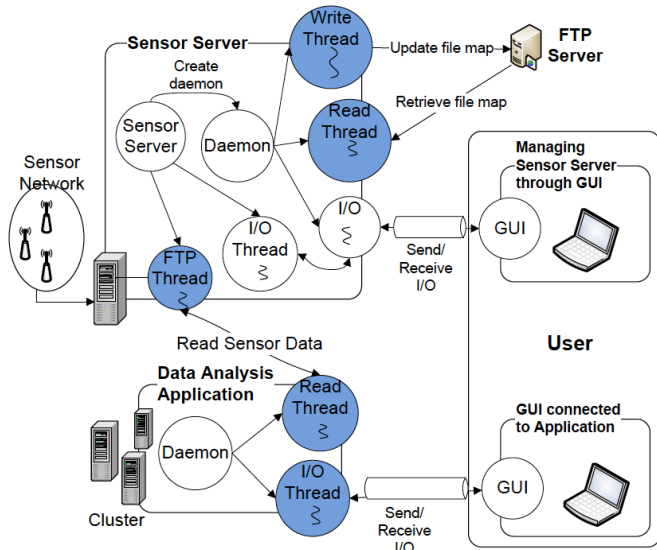 Sensor Server
Write
Thread
Update file map
FTP
Server
Create
daemon
Retrieve file map
Read
Thread
Sensor
Server
Daemon
Managing
Sensor Server
through GUI
Sensor
Network
I/O
I/O
Thread
GUI
Send/
Receive
I/O
FTP
Thread
Read Sensor Data
User
Data Analysis
Application
Read
Thread
GUI connected
to Application
Daemon
I/O
Thread
GUI
Cluster
Send/
Receive
I/O